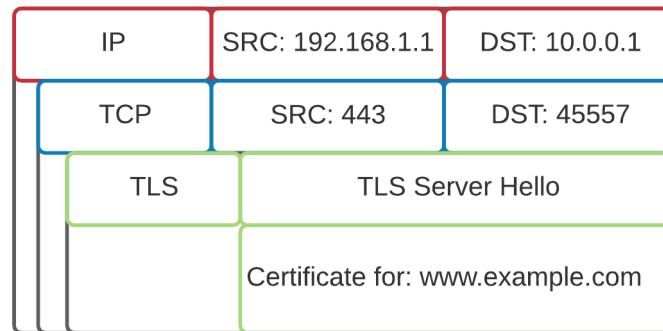 IP SRC: 192.168.1.1 DST: 10.0.0.1
TCP SRC: 443 DST: 45557
TLS TLS Server Hello
Certificate for: www.example.com